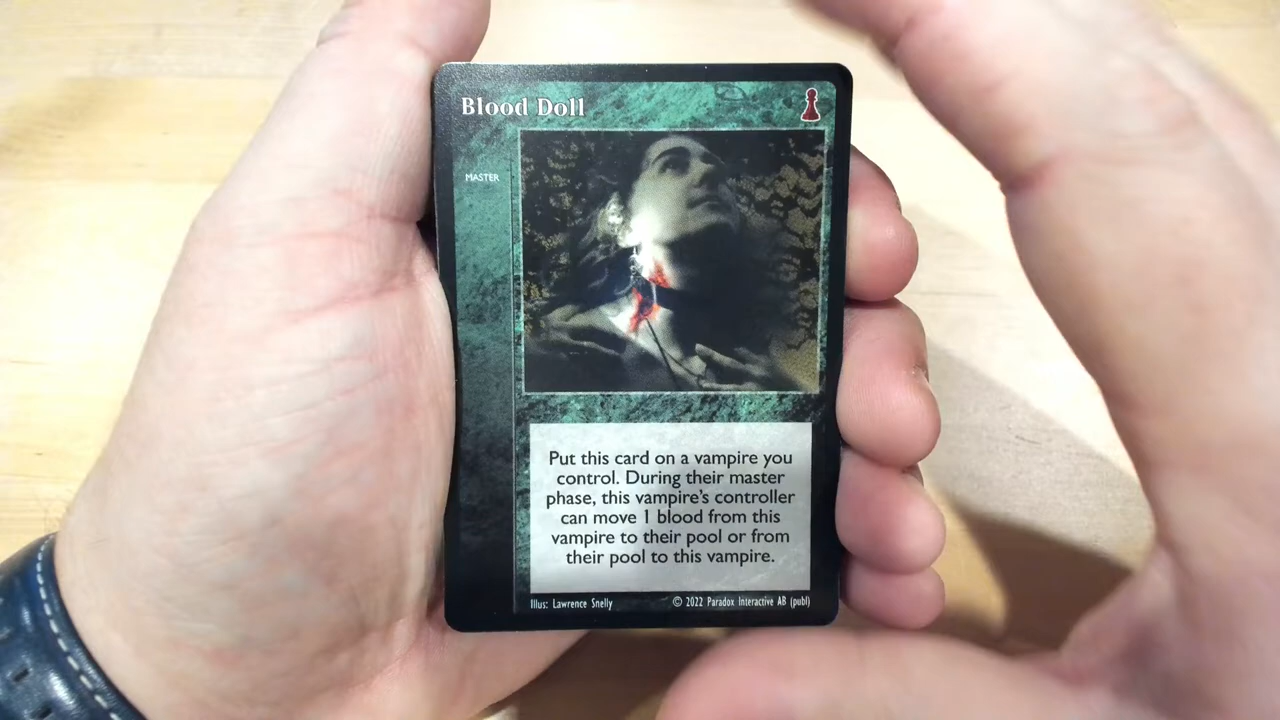 Blood Doll
MASTER
Put this card on a vampire you
control. During their master
phase, this vampire's controller
can move 1 blood from this
vampire to their pool or from
their pool to this vampire.
Illus: Lawrence Snelly
© 2022 Paradox Interactive AB (publ)